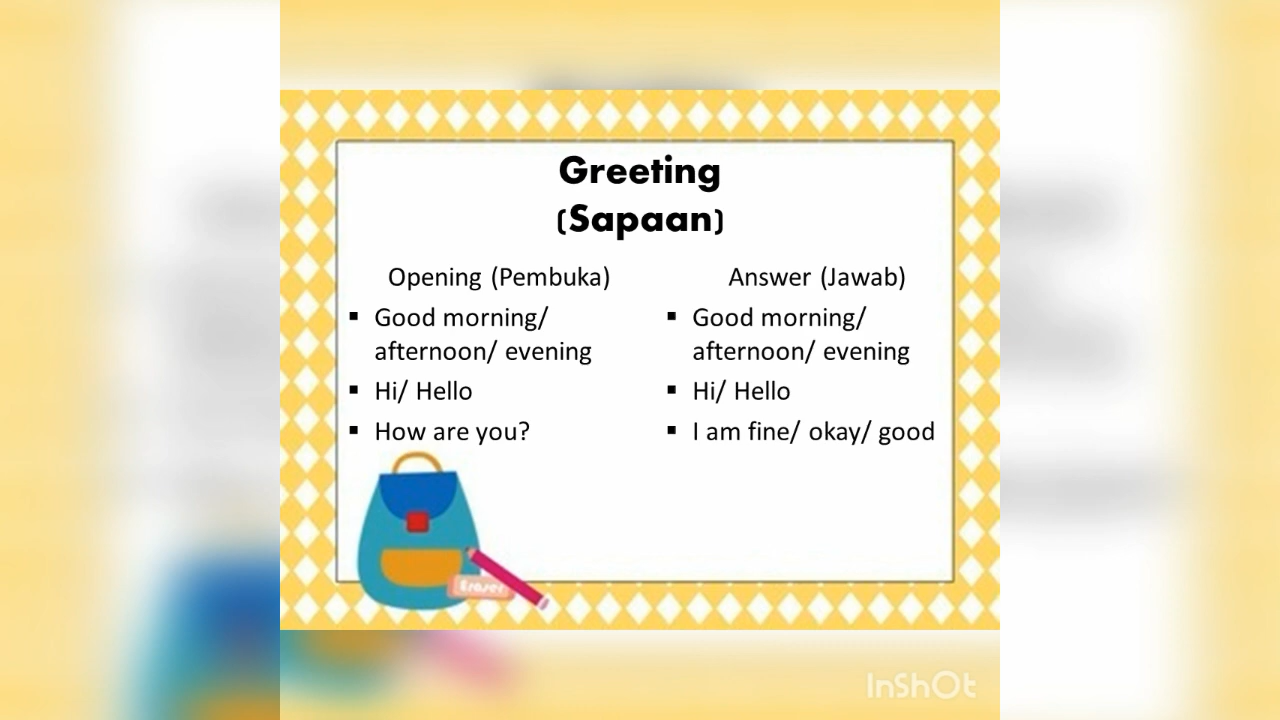 Greeting
(Sapaan)
Opening (Pembuka)
▪ Good morning/
afternoon/ evening
▪ Hi/ Hello
▪ How are you?
Answer (Jawab)
▪ Good morning/
afternoon/ evening
▪ Hi/ Hello
▪ I am fine/ okay/ good
Eraser
InShOt